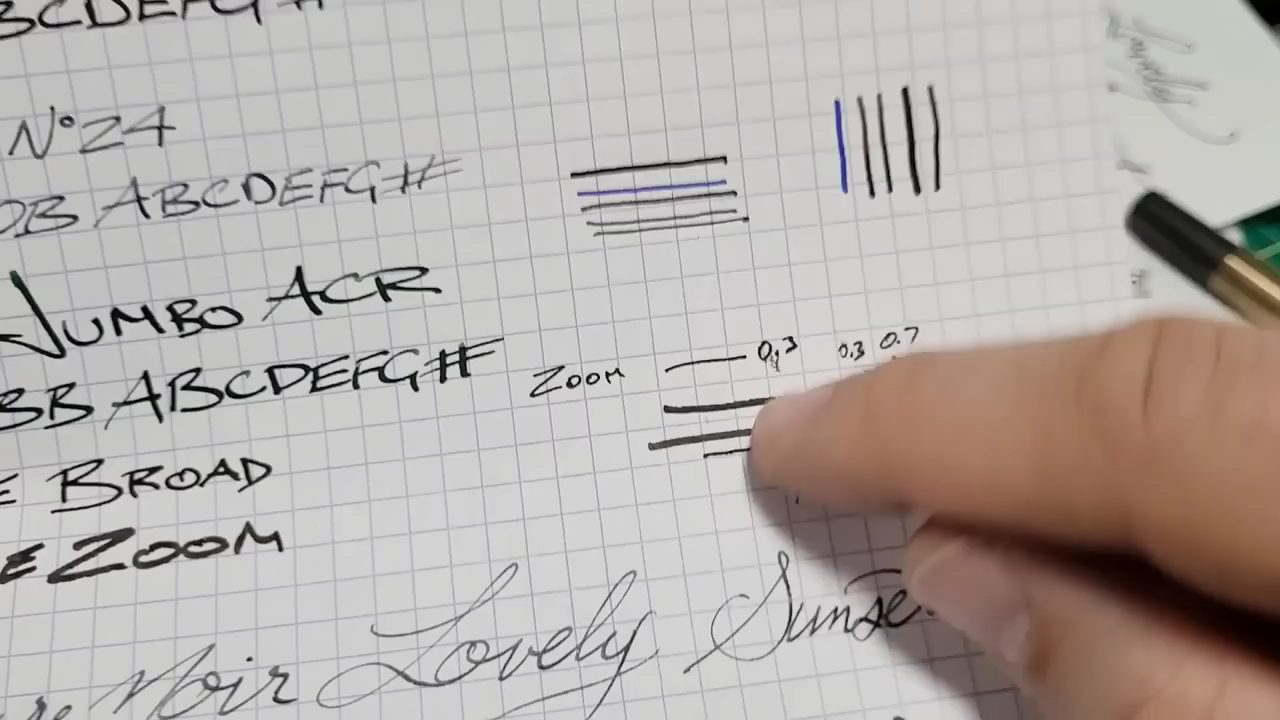 BCDEFG#
N°24
OB ABCDEFG#
JUMBO ACR
BB ABCDEFG#
BROAD
ZOOM
ZOOM
0,3
0.3 0.7
Noir Lovely Sunse